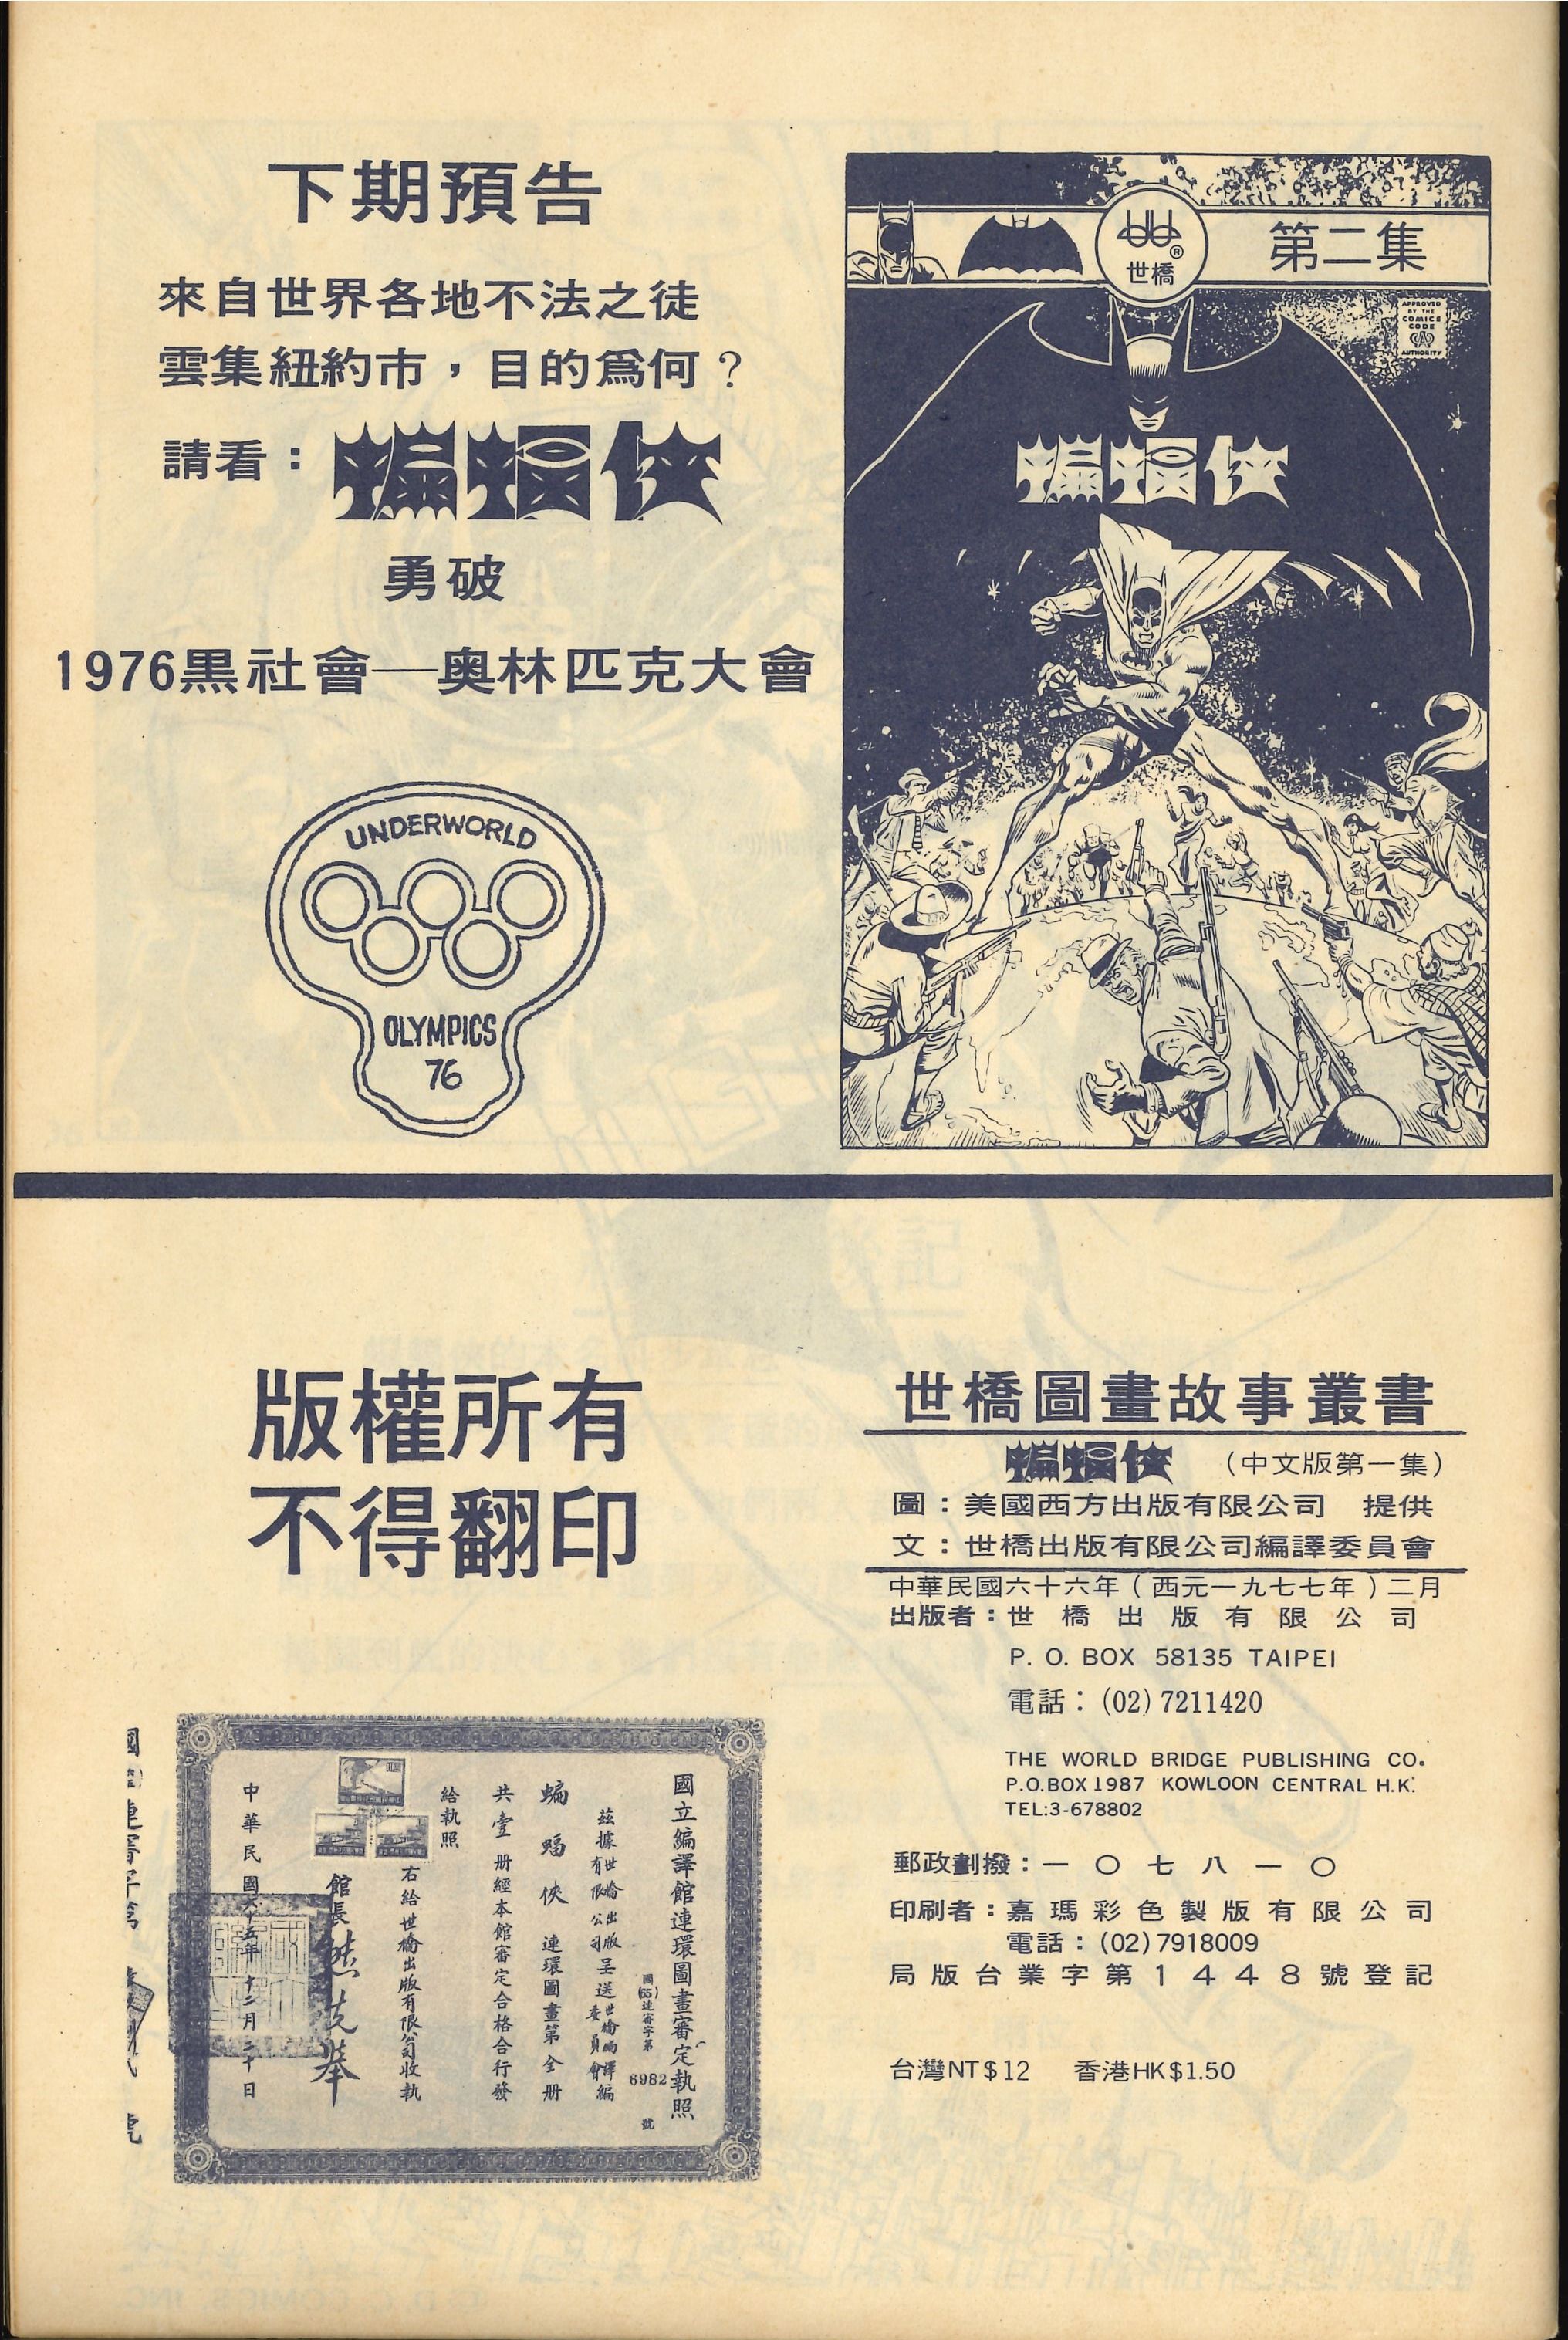 下期預告
來自世界各地不法之徒
雲集紐約市，目的為何？
請看：蝙蝠俠
勇破
1976黑社會—奧林匹克大會
UNDERWORLD
OLYMPICS
76
世橋
®
第二集
APPROVED
BY THE
COMICS
CODE
AUTHORITY
蝙蝠俠
版權所有
不得翻印
世橋圖畫故事叢書
蝙蝠俠 （中文版第一集）
圖：美國西方出版有限公司 提供
文：世橋出版有限公司編譯委員會
中華民國六十六年（西元一九七七年）二月
出版者：世橋出版有限公司
P. O. BOX 58135 TAIPEI
電話：(02) 7211420
THE WORLD BRIDGE PUBLISHING CO.
P.O.BOX 1987 KOWLOON CENTRAL H.K.
TEL:3-678802
郵政劃撥：一〇七八一〇
印刷者：嘉瑪彩色製版有限公司
電話：(02) 7918009
局版台業字第1448號登記
台灣NT$12 香港HK$1.50
國立編譯館連環圖畫審定執照
國(65)連審字第 6982 號
茲據世橋出版有限公司呈送世橋編譯委員會編
蝙蝠俠 連環圖畫第全冊
共壹冊經本館審定合格合行發
給執照
右給世橋出版有限公司收執
館長熊先舉
中華民國六十五年十二月二十日